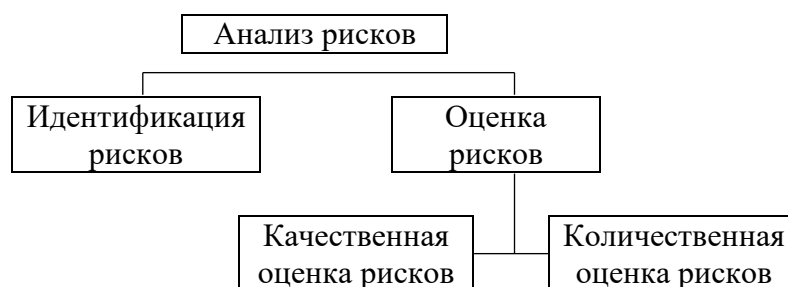 Анализ рисков
Идентификация
рисков
Оценка
рисков
Качественная
оценка рисков
Количественная
оценка рисков